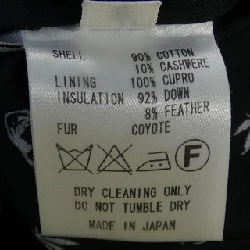 SHELL 90% COTTON
10% CASHMERE
LINING 100% CUPRO
INSULATION 92% DOWN
8% FEATHER
FUR COYOTE
F
DRY CLEANING ONLY
DO NOT TUMBLE DRY
MADE IN JAPAN